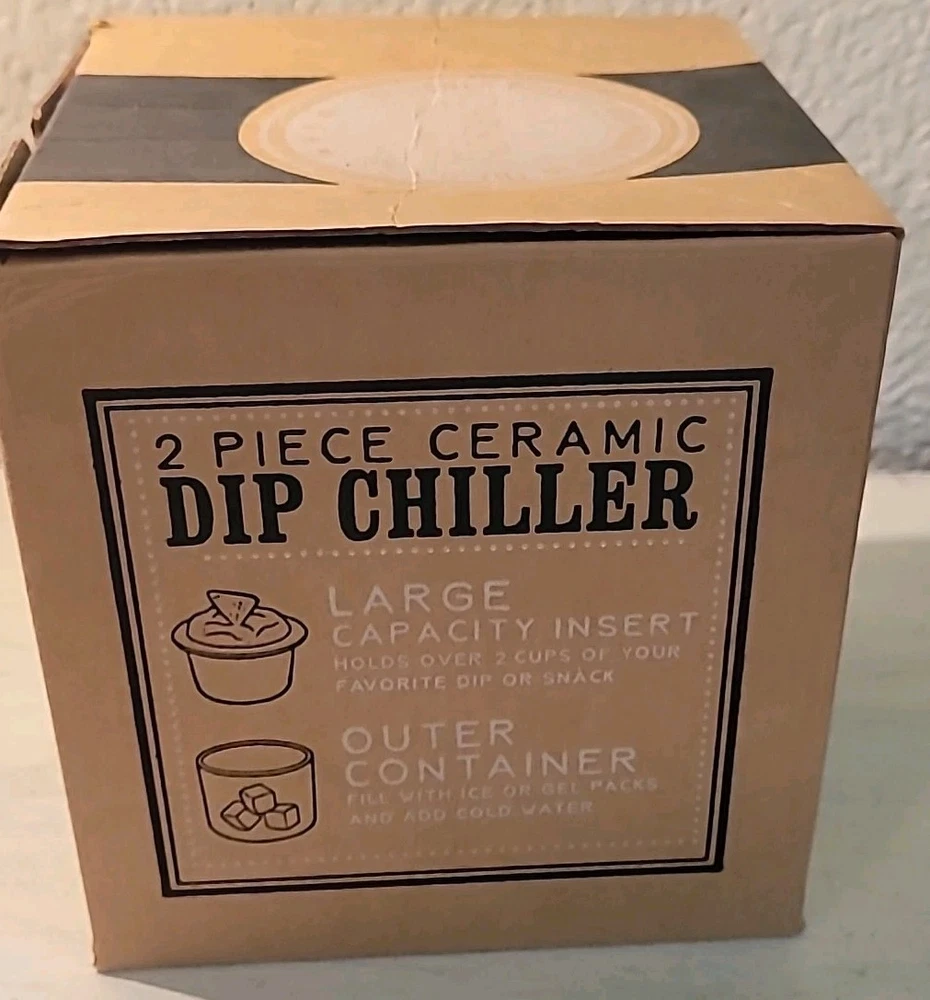 2 PIECE CERAMIC
DIP CHILLER
LARGE
CAPACITY INSERT
HOLDS OVER 2 CUPS OF YOUR
FAVORITE DIP OR SNACK
OUTER
CONTAINER
FILL WITH ICE OR GEL PACKS
AND ADD COLD WATER